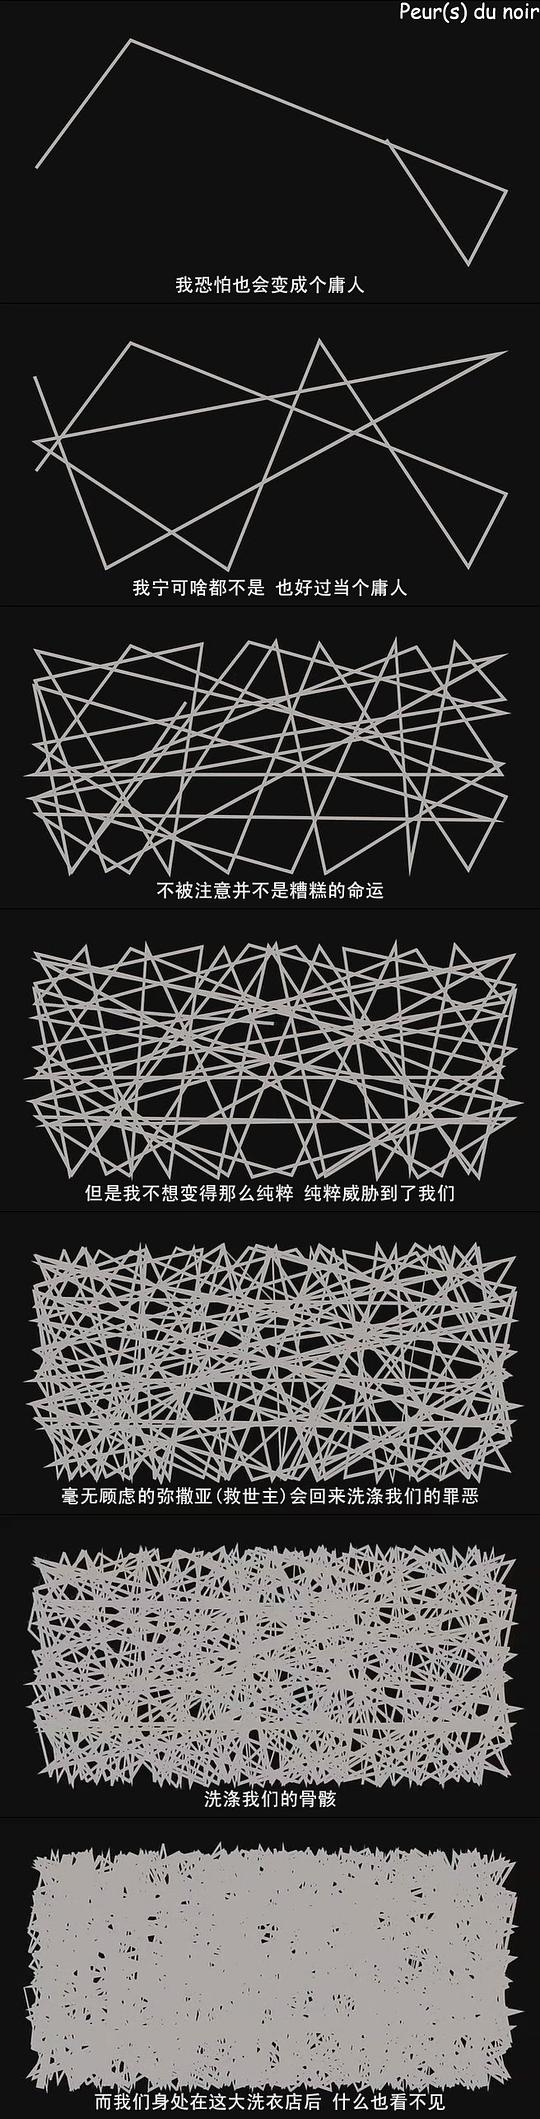 Peur(s) du noir
我恐怕也会变成个庸人
我宁可啥都不是 也好过当个庸人
不被注意并不是糟糕的命运
但是我不想变得那么纯粹 纯粹威胁到了我们
毫无顾虑的弥撒亚(救世主)会回来洗涤我们的罪恶
洗涤我们的骨骸
而我们身处在这大洗衣店后 什么也看不见